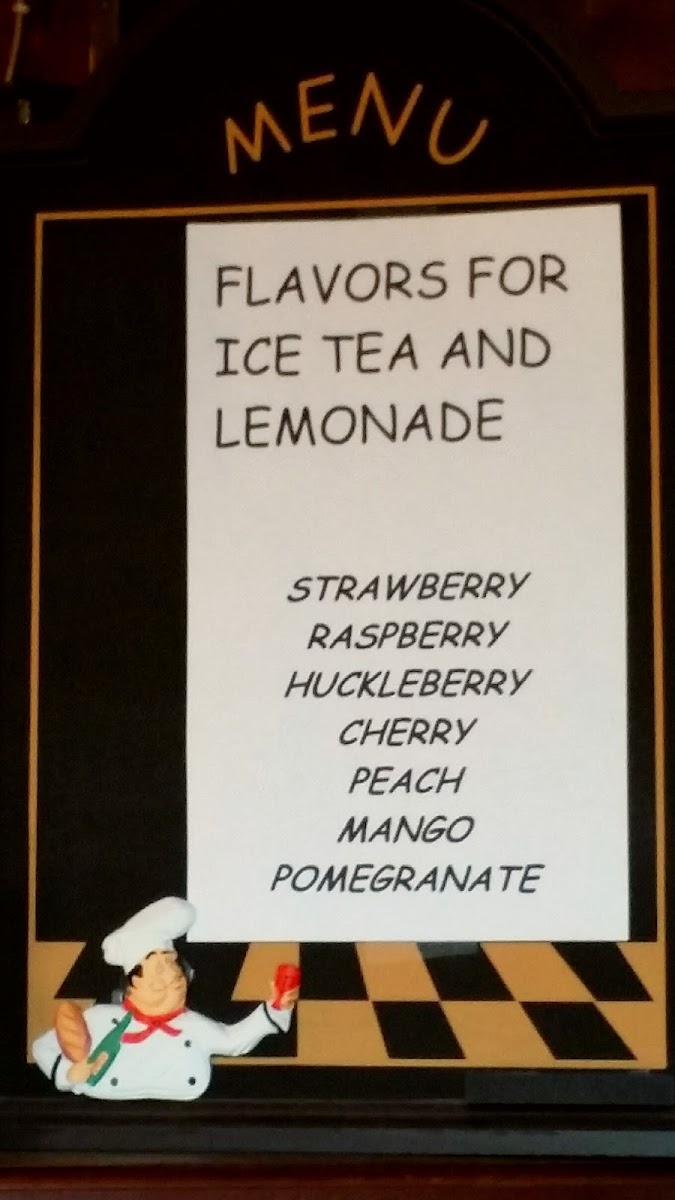 MENU
FLAVORS FOR
ICE TEA AND
LEMONADE
STRAWBERRY
RASPBERRY
HUCKLEBERRY
CHERRY
PEACH
MANGO
POMEGRANATE